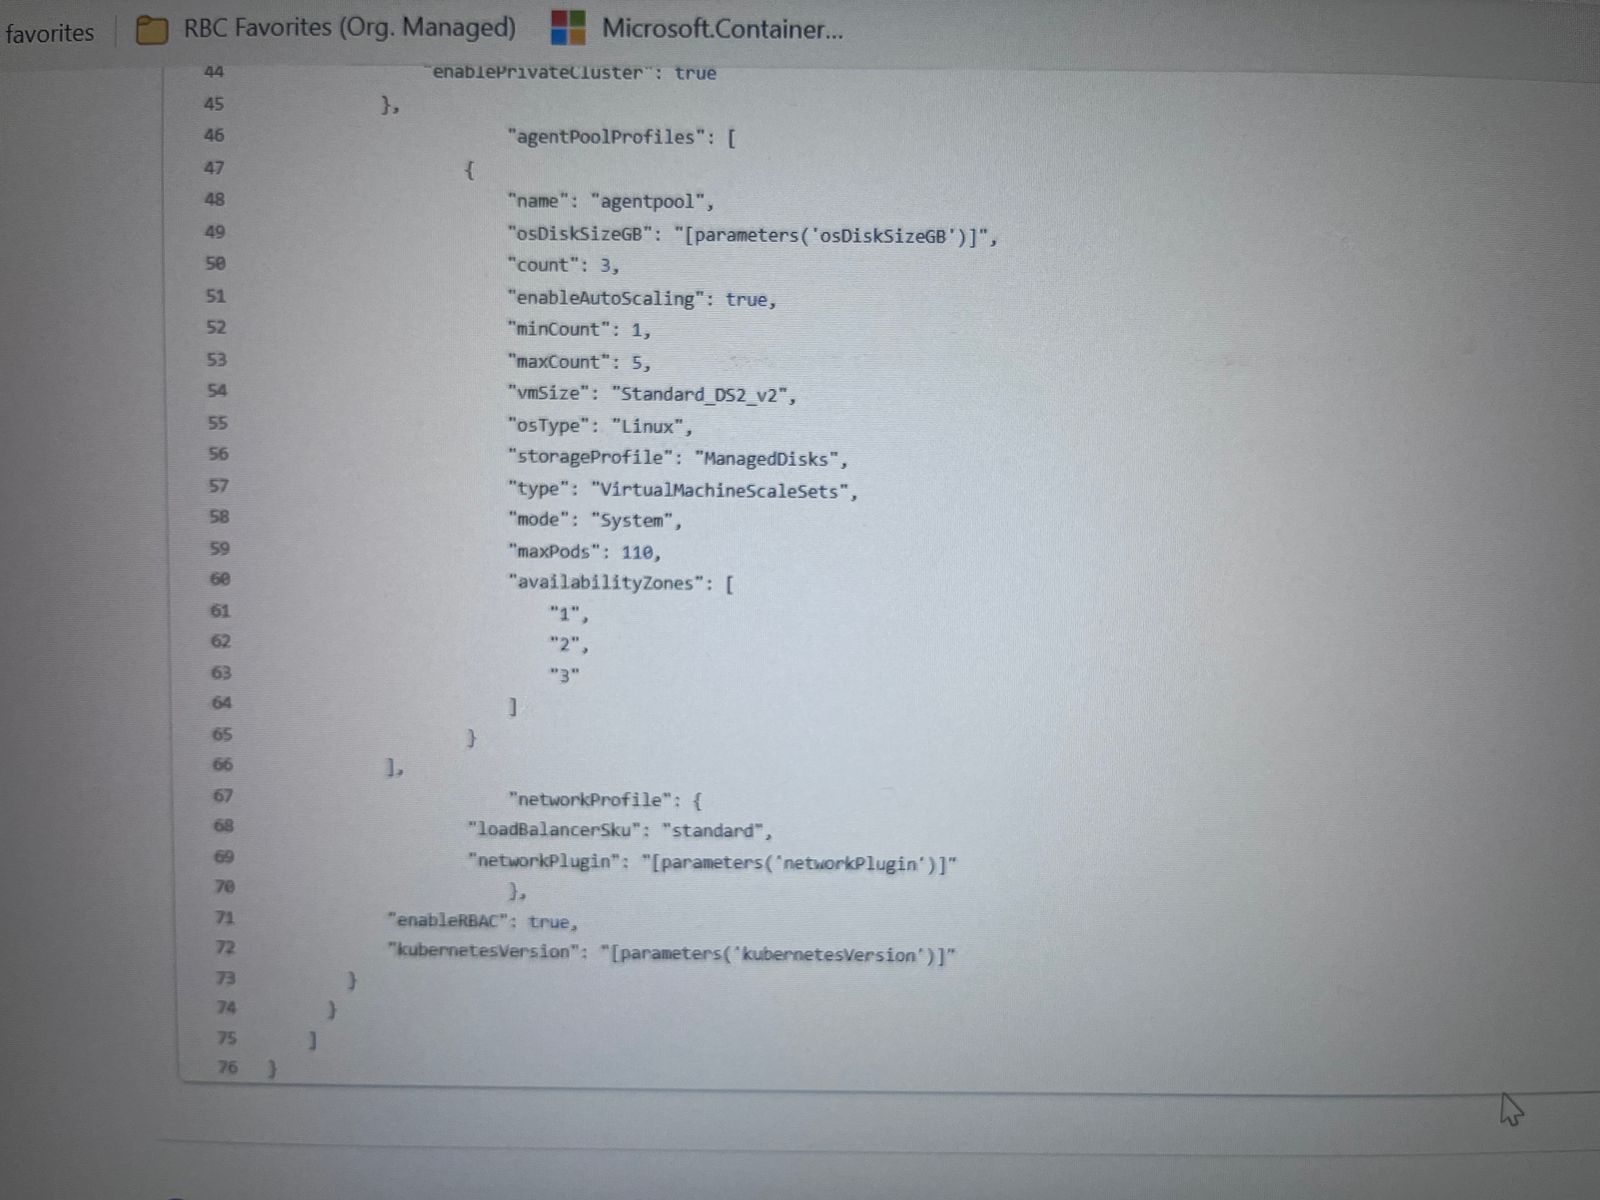 favorites RBC Favorites (Org. Managed) Microsoft.Container...
44 "enablePrivateCluster": true
45 },
46 "agentPoolProfiles": [
47 {
48 "name": "agentpool",
49 "osDiskSizeGB": "[parameters('osDiskSizeGB')]",
50 "count": 3,
51 "enableAutoScaling": true,
52 "minCount": 1,
53 "maxCount": 5,
54 "vmSize": "Standard_DS2_v2",
55 "osType": "Linux",
56 "storageProfile": "ManagedDisks",
57 "type": "VirtualMachineScaleSets",
58 "mode": "System",
59 "maxPods": 110,
60 "availabilityZones": [
61 "1",
62 "2",
63 "3"
64 ]
65 }
66 ],
67 "networkProfile": {
68 "loadBalancerSku": "standard",
69 "networkPlugin": "[parameters('networkPlugin')]"
70 },
71 "enableRBAC": true,
72 "kubernetesVersion": "[parameters('kubernetesVersion')]"
73 }
74 }
75 ]
76 }